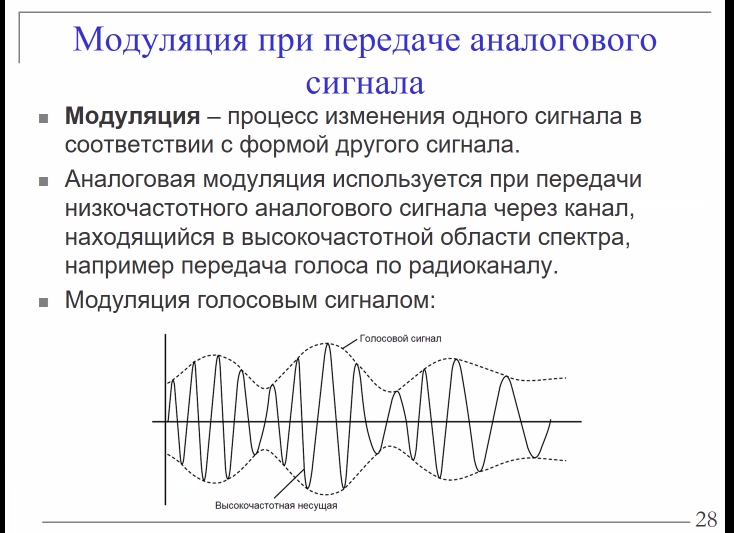 Модуляция при передаче аналогового
сигнала
Модуляция – процесс изменения одного сигнала в
соответствии с формой другого сигнала.
Аналоговая модуляция используется при передачи
низкочастотного аналогового сигнала через канал,
находящийся в высокочастотной области спектра,
например передача голоса по радиоканалу.
Модуляция голосовым сигналом:
Голосовой сигнал
Высокочастотная несущая
28